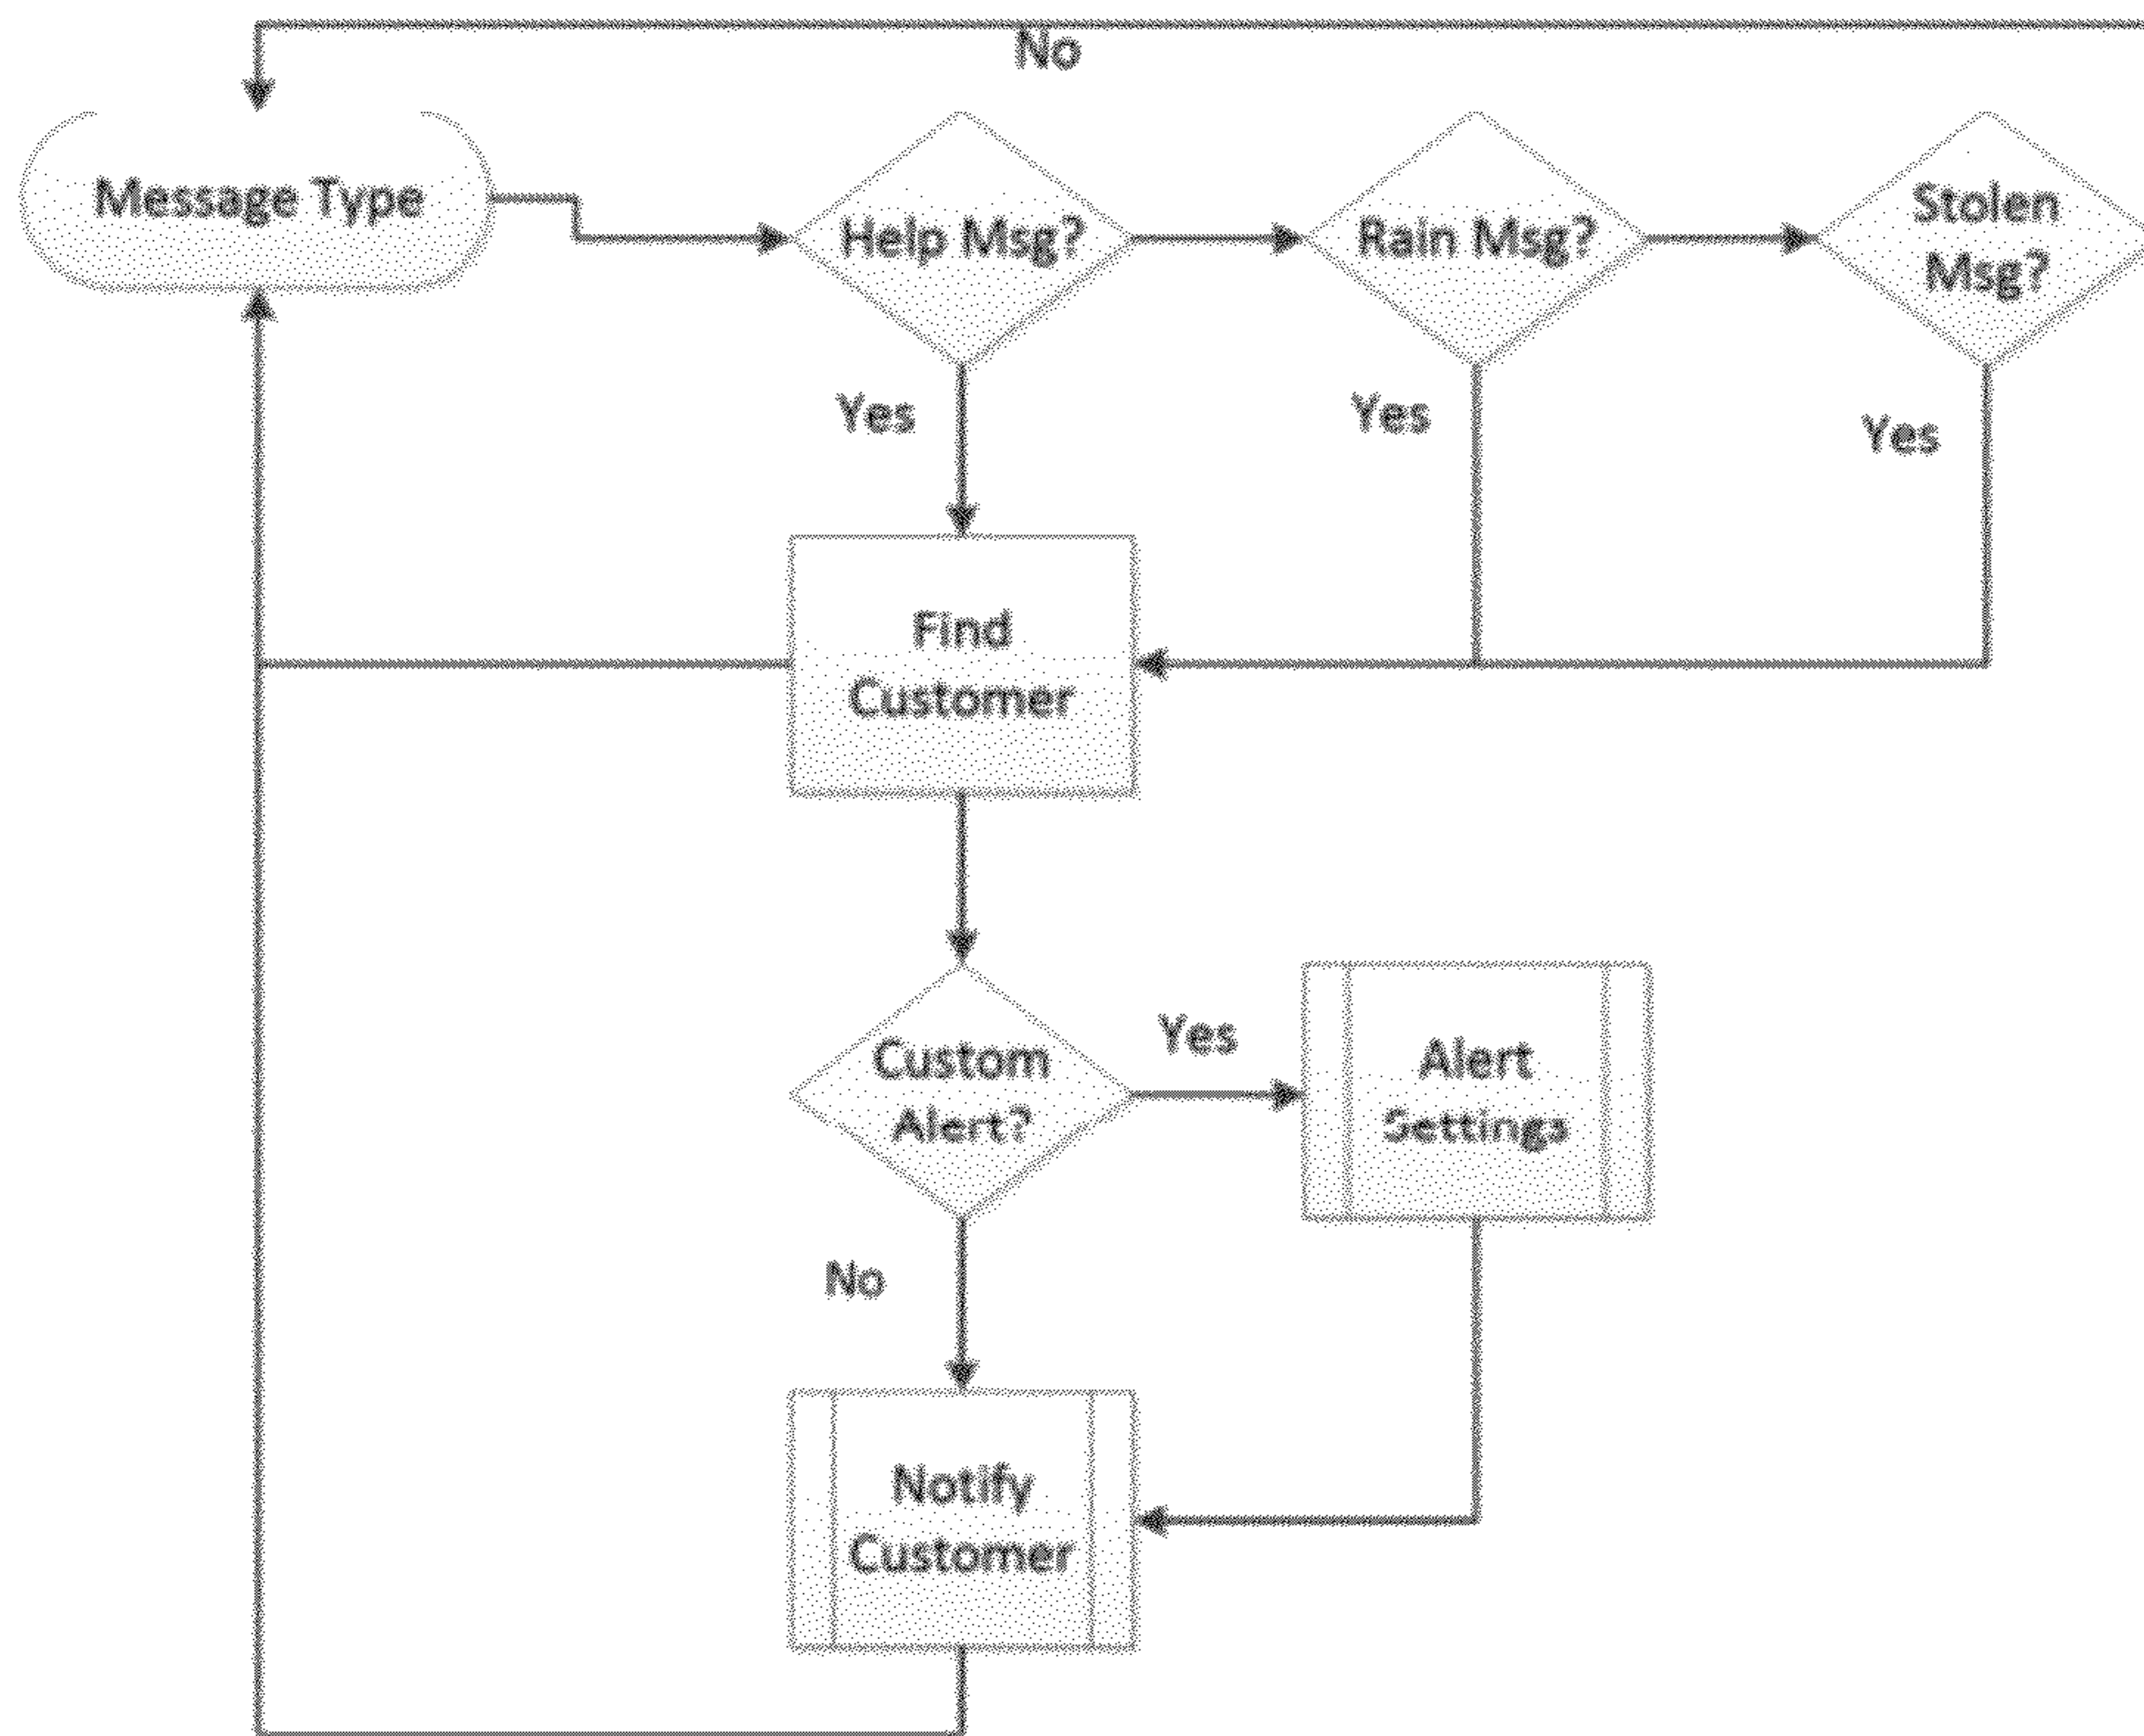 No
Message Type
Help Msg?
Rain Msg?
Stolen
Msg?
Yes
Yes
Yes
Find
Customer
Custom
Alert?
Yes
Alert
Settings
No
Notify
Customer